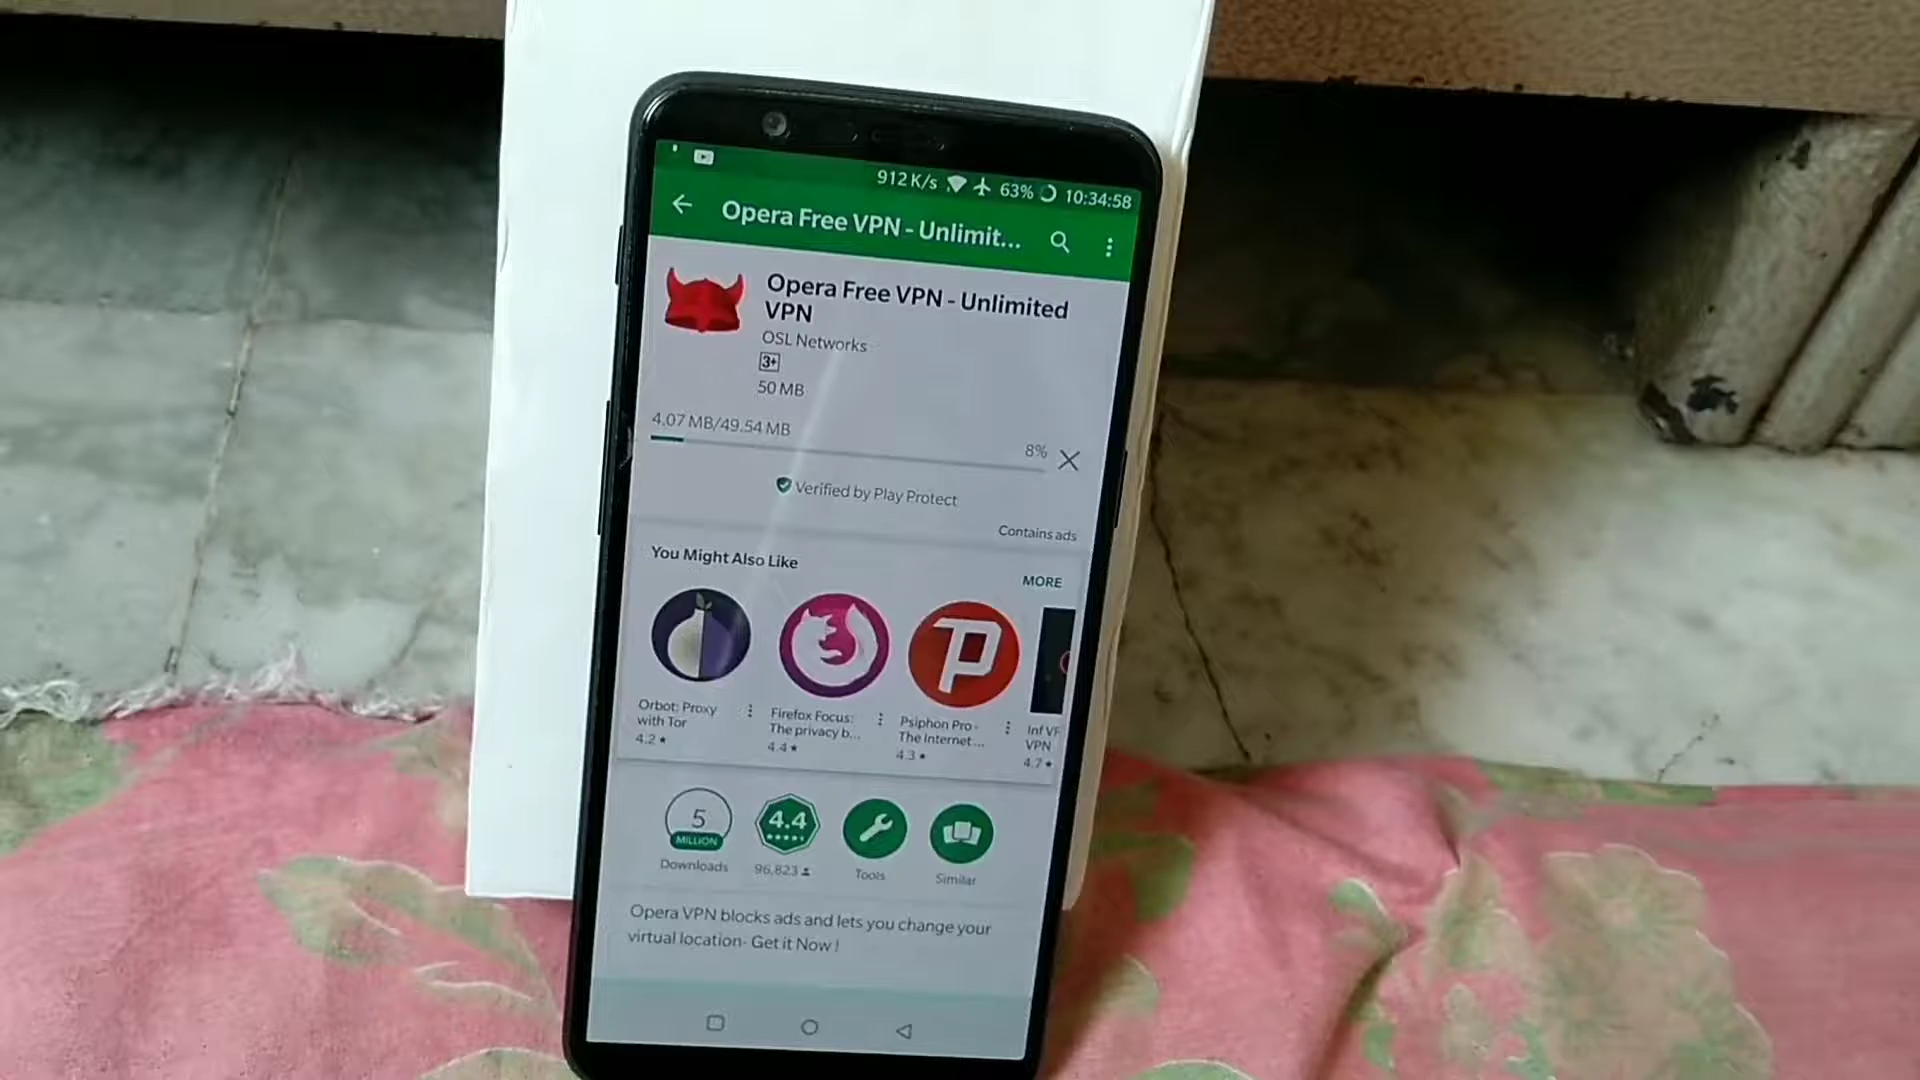 912 K/s 63% 10:34:58
Opera Free VPN - Unlimit...
Opera Free VPN - Unlimited
VPN
OSL Networks
3+
50 MB
4.07 MB/49.54 MB
8%
Verified by Play Protect
Contains ads
You Might Also Like
MORE
Orbot: Proxy
with Tor
4.2 ★
Firefox Focus:
The privacy b...
4.4 ★
Psiphon Pro -
The Internet ...
4.3 ★
Inf VP
VPN
4.7 ★
5
MILLION
Downloads
4.4
96,823
Tools
Similar
Opera VPN blocks ads and lets you change your
virtual location- Get it Now !